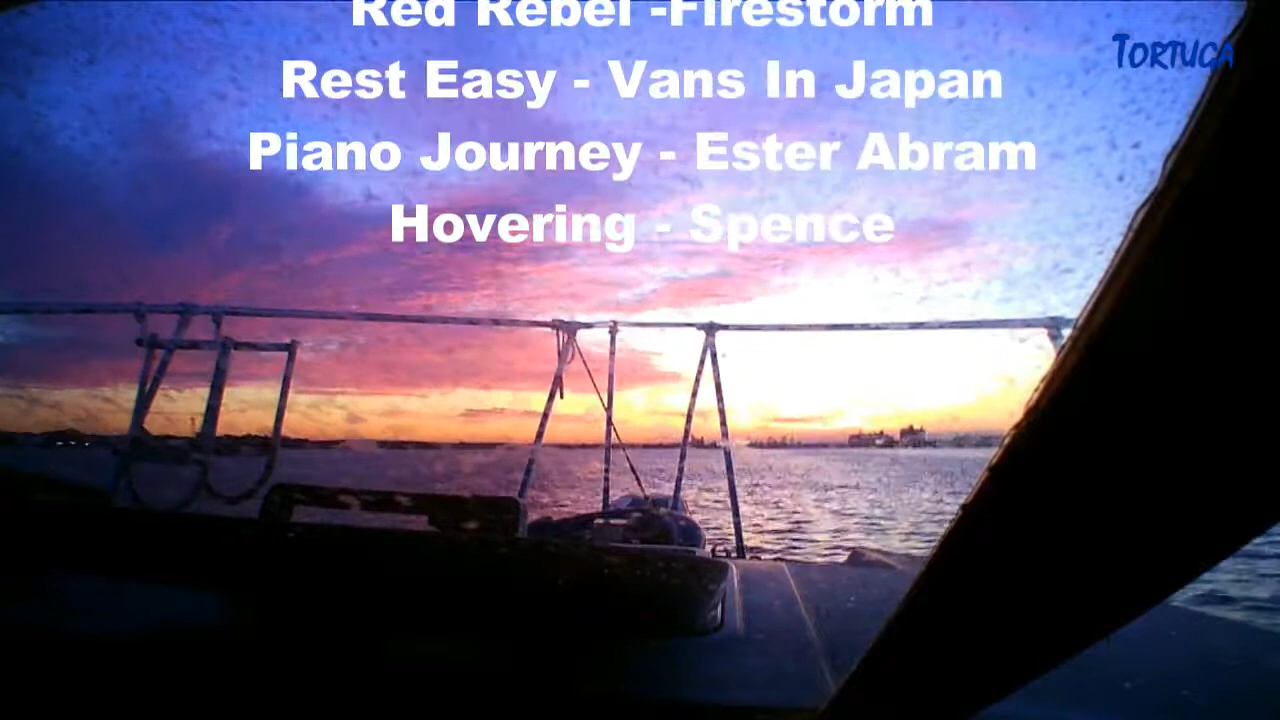 Red Rebel -Firestorm
TORTUGA
Rest Easy - Vans In Japan
Piano Journey - Ester Abram
Hovering - Spence